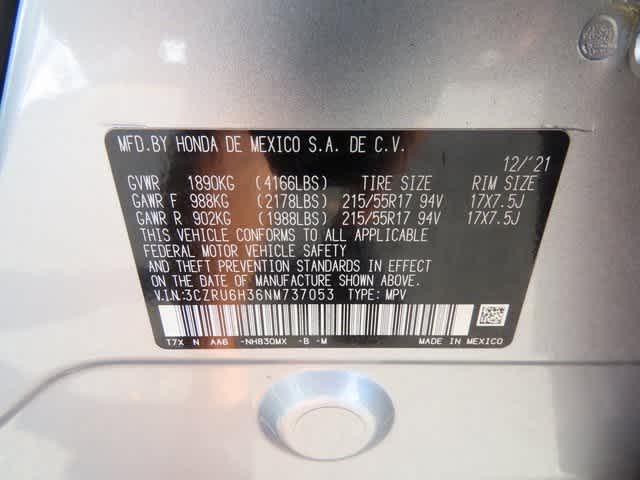 MFD.BY HONDA DE MEXICO S.A. DE C.V.
12/'21
GVWR 1890KG (4166LBS) TIRE SIZE RIM SIZE
GAWR F 988KG (2178LBS) 215/55R17 94V 17X7.5J
GAWR R 902KG (1988LBS) 215/55R17 94V 17X7.5J
THIS VEHICLE CONFORMS TO ALL APPLICABLE
FEDERAL MOTOR VEHICLE SAFETY
AND THEFT PREVENTION STANDARDS IN EFFECT
ON THE DATE OF MANUFACTURE SHOWN ABOVE.
V.I.N:3CZRU6H36NM737053 TYPE: MPV
T7X N AA6 -NH830MX -B -M MADE IN MEXICO